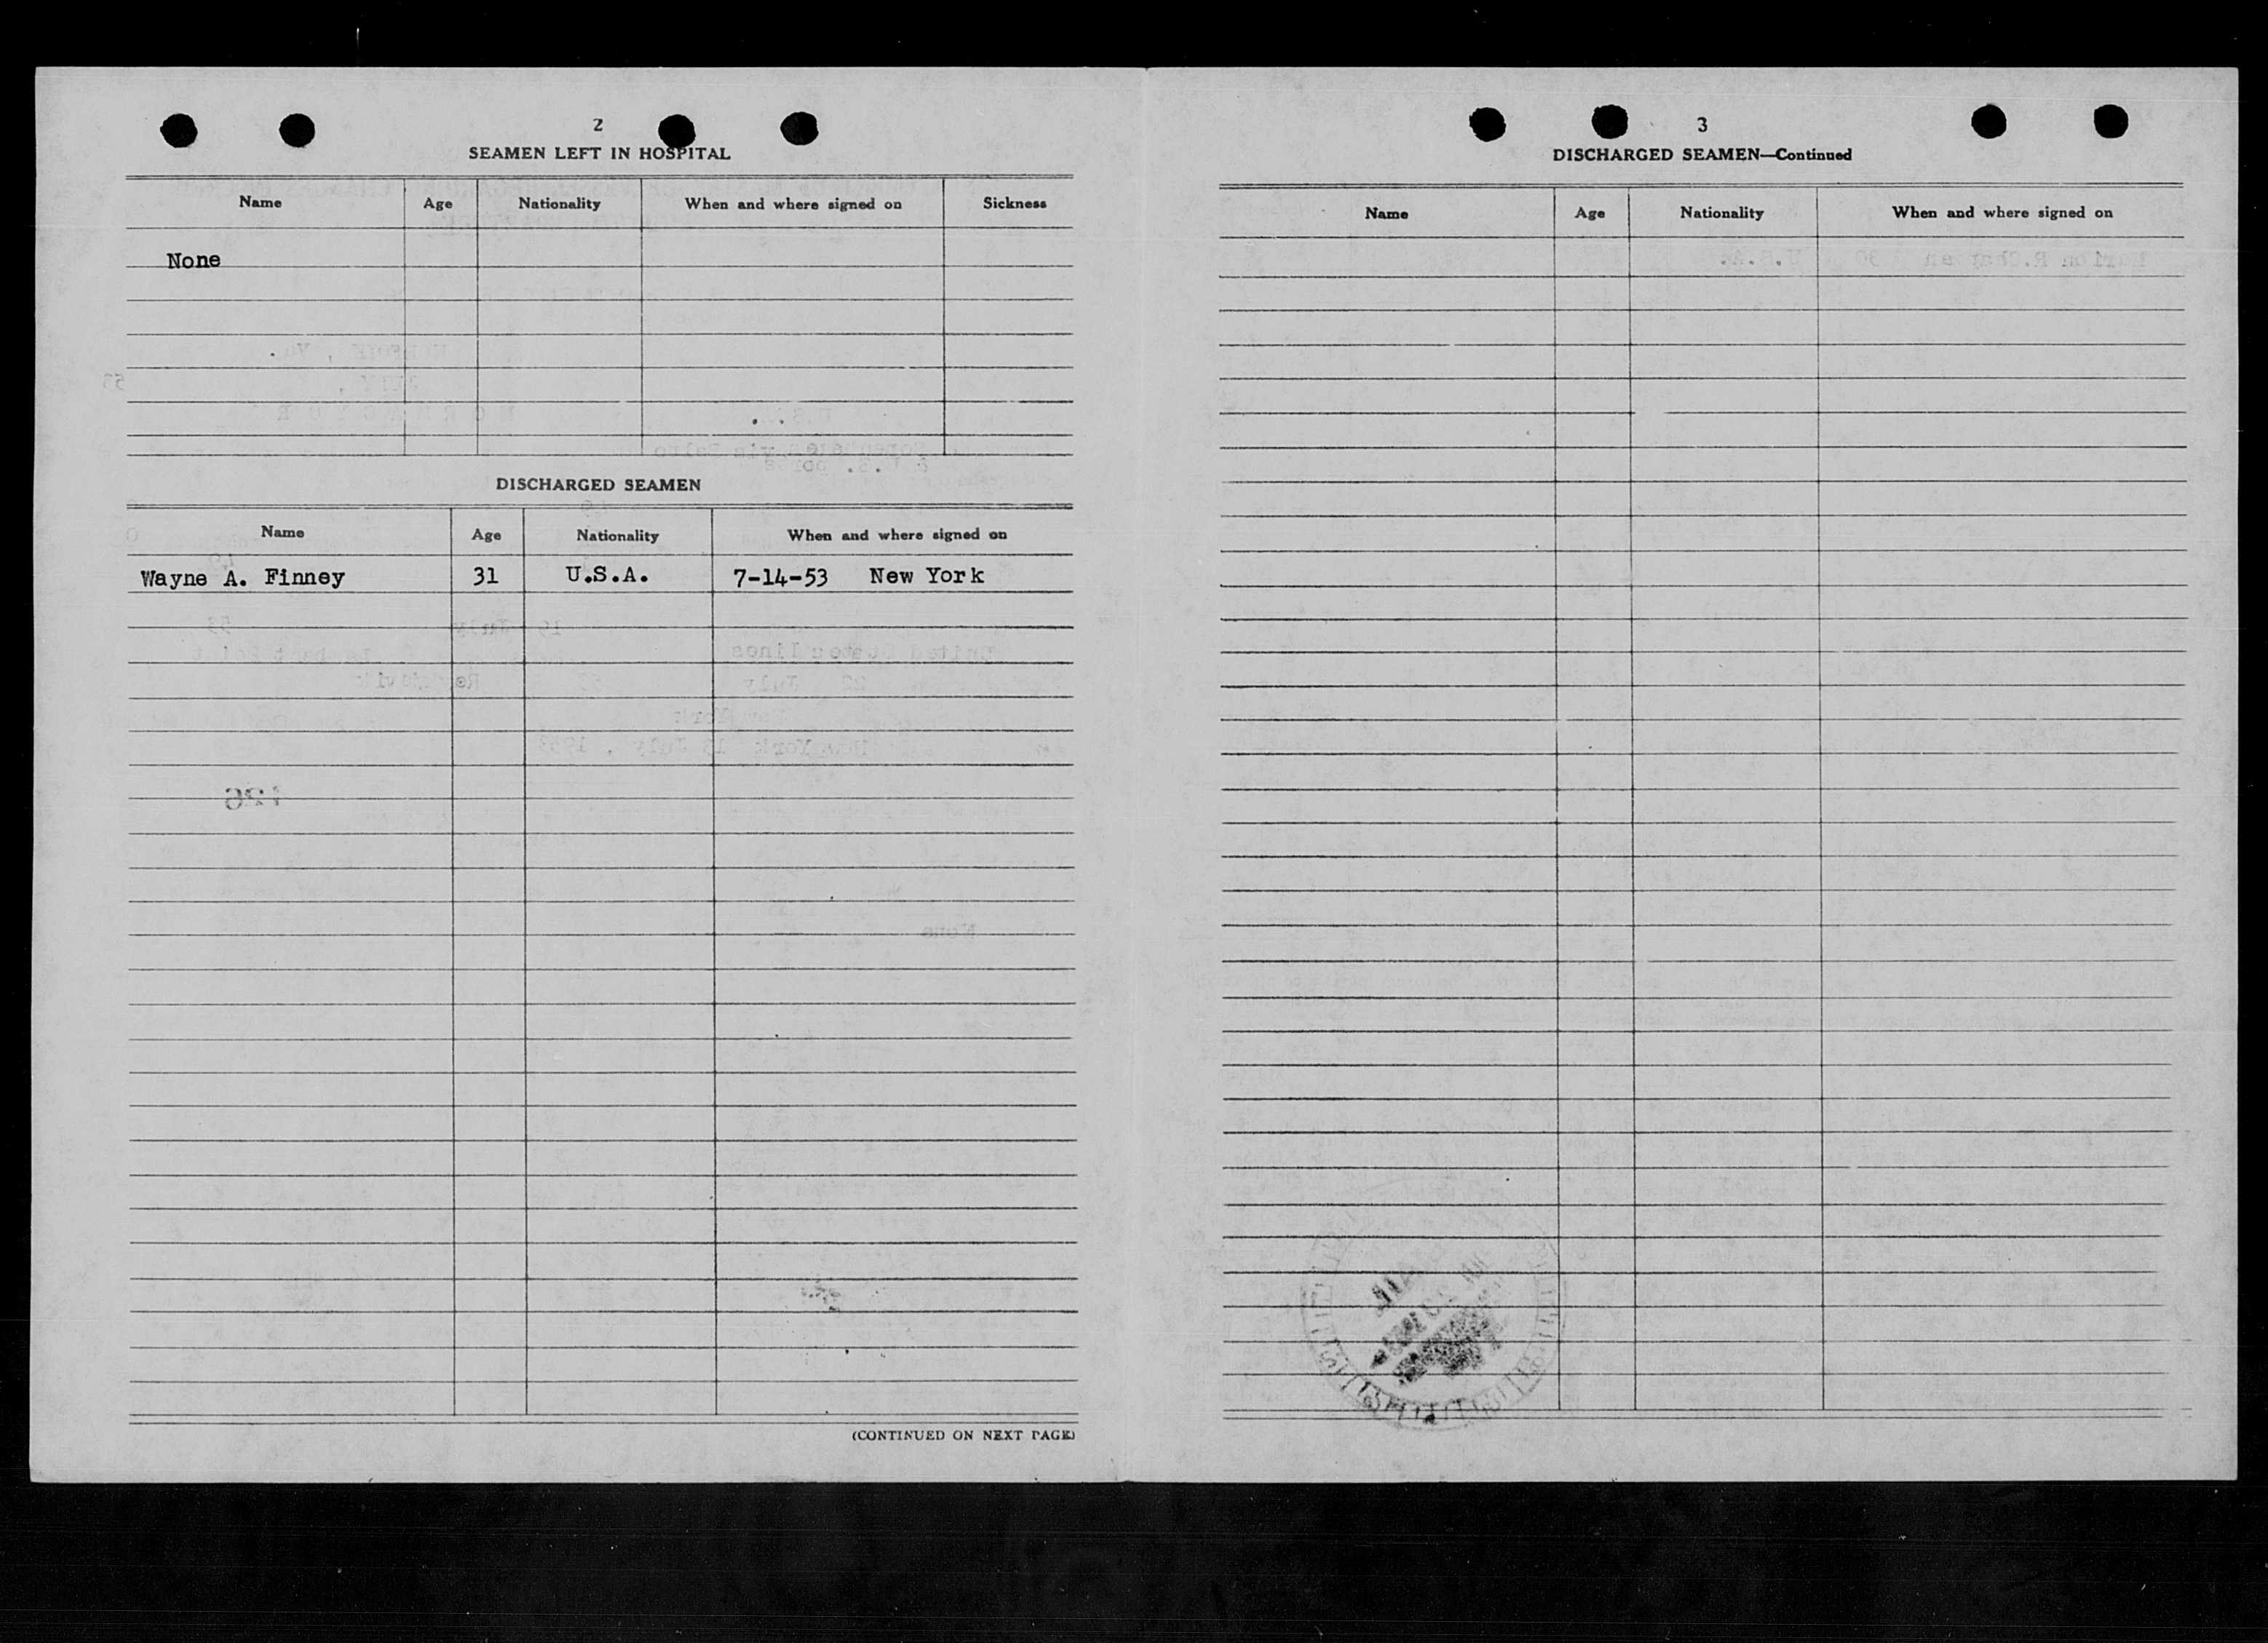 2
SEAMEN LEFT IN HOSPITAL
Name Age Nationality When and where signed on Sickness
None
DISCHARGED SEAMEN
Name Age Nationality When and where signed on
Wayne A. Finney 31 U.S.A. 7-14-53 New York
(CONTINUED ON NEXT PAGE)
3
DISCHARGED SEAMEN—Continued
Name Age Nationality When and where signed on